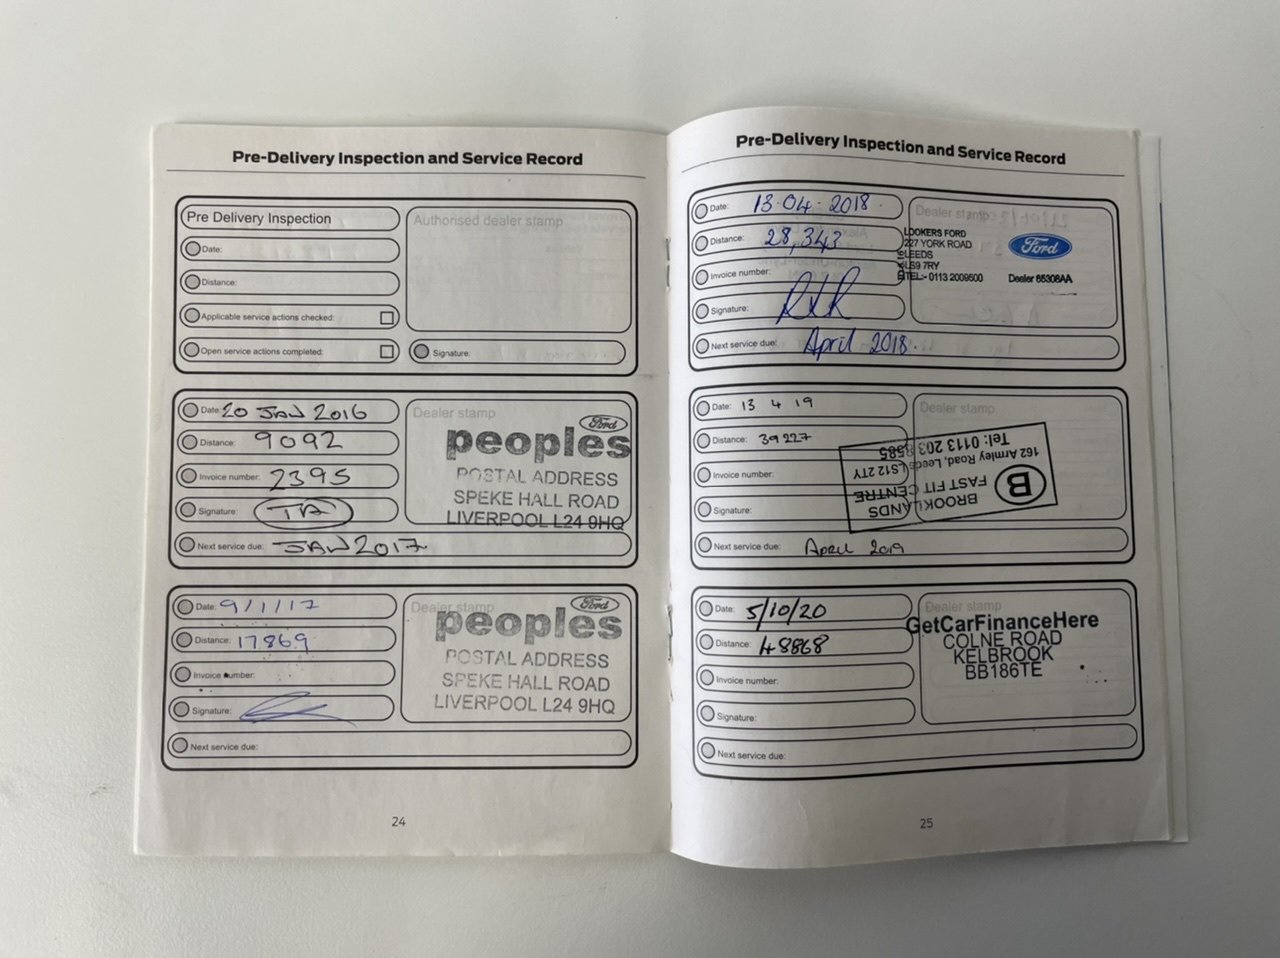 Pre-Delivery Inspection and Service Record
Pre Delivery Inspection
Authorised dealer stamp
Date:
Distance:
Applicable service actions checked:
Open service actions completed:
Signature:
Date: 20 JAN 2016
Distance: 9092
Invoice number: 2395
Signature: TA
Next service due: JAN 2017
Dealer stamp
Ford
peoples
POSTAL ADDRESS
SPEKE HALL ROAD
LIVERPOOL L24 9HQ
Date: 9/1/17
Distance: 17869
Invoice number:
Signature:
Next service due:
Dealer stamp
Ford
peoples
POSTAL ADDRESS
SPEKE HALL ROAD
LIVERPOOL L24 9HQ
24
Pre-Delivery Inspection and Service Record
Date: 13.04.2018.
Distance: 28,343
Invoice number:
Signature:
Next service due: April 2018.
Dealer stamp
LOOKERS FORD
227 YORK ROAD
LEEDS
LS9 7RY
TEL:- 0113 2009500
Ford
Dealer 65308AA
Date: 13 4 19
Distance: 39227
Invoice number:
Signature:
Next service due: April 2019
Dealer stamp
B
BROOKLANDS
FAST FIT CENTRE
162 Armley Road, Leeds LS12 2TY
Tel: 0113 203 8585
Date: 5/10/20
Distance: 48868
Invoice number:
Signature:
Next service due:
Dealer stamp
GetCarFinanceHere
COLNE ROAD
KELBROOK
BB186TE
25